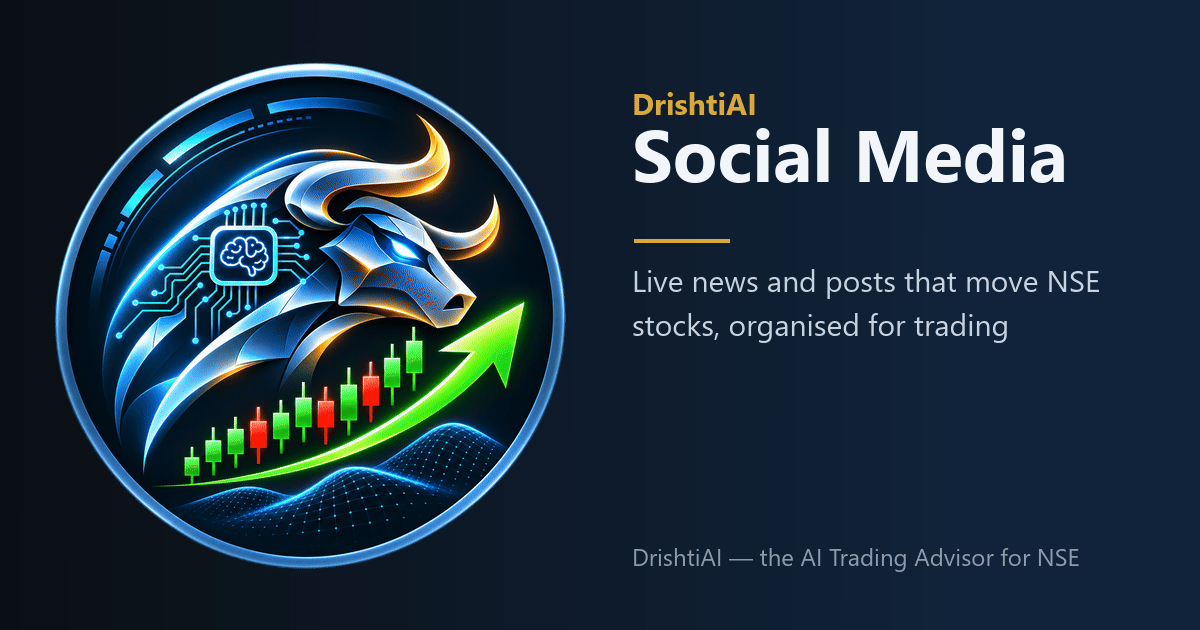 DrishtiAI
Social Media
Live news and posts that move NSE
stocks, organised for trading
DrishtiAI — the AI Trading Advisor for NSE